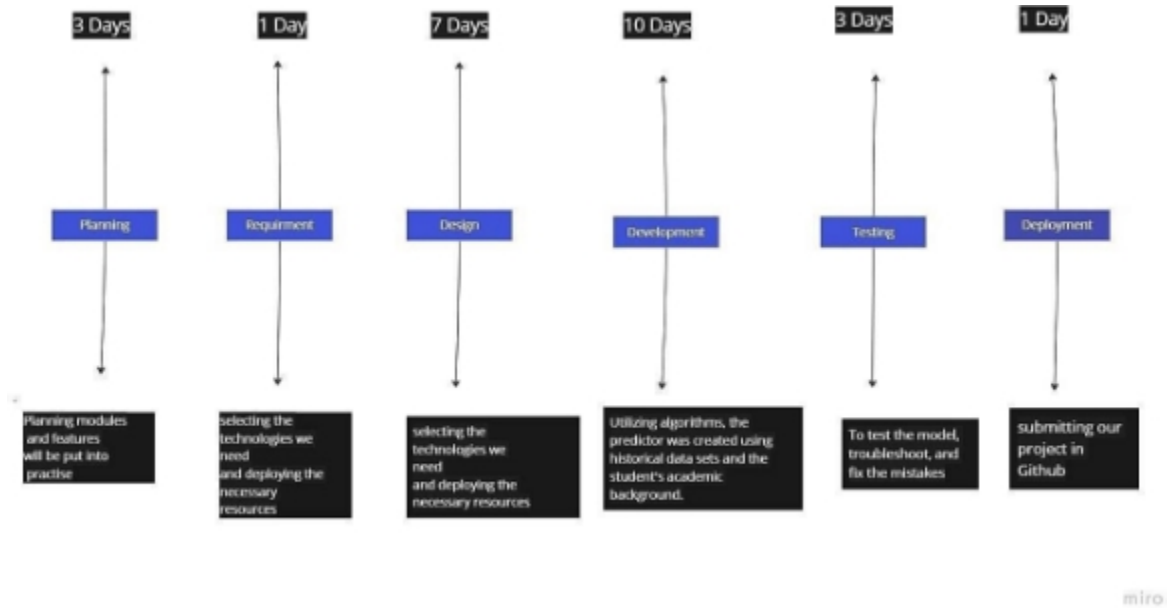 3 Days
1 Day
7 Days
10 Days
3 Days
1 Day
Planning
Requirment
Design
Development
Testing
Deployment
Planning modules
and features
will be put into
practise
selecting the
technologies we
need
and deploying the
necessary
resources
selecting the
technologies we
need
and deploying the
necessary resources
Utilizing algorithms, the
predictor was created using
historical data sets and the
student's academic
background.
To test the model,
troubleshoot, and
fix the mistakes
submitting our
project in
Github
miro